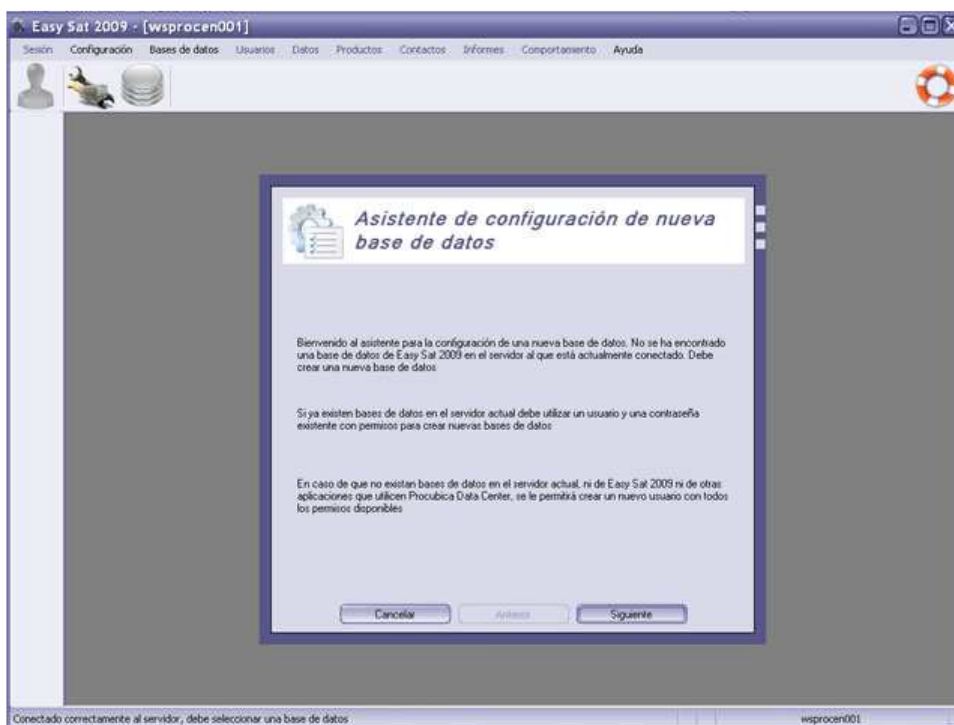 Easy Sat 2009 - [wsprocen001]
Sesión Configuración Bases de datos Usuarios Datos Productos Contactos Informes Comportamiento Ayuda
Asistente de configuración de nueva
base de datos
Bienvenido al asistente para la configuración de una nueva base de datos. No se ha encontrado
una base de datos de Easy Sat 2009 en el servidor al que está actualmente conectado. Debe
crear una nueva base de datos
Si ya existen bases de datos en el servidor actual debe utilizar un usuario y una contraseña
existente con permisos para crear nuevas bases de datos
En caso de que no existan bases de datos en el servidor actual, ni de Easy Sat 2009 ni de otras
aplicaciones que utilicen Procubica Data Center, se le permitirá crear un nuevo usuario con todos
los permisos disponibles
Cancelar Anterior Siguiente
Conectado correctamente al servidor, debe seleccionar una base de datos wsprocen001